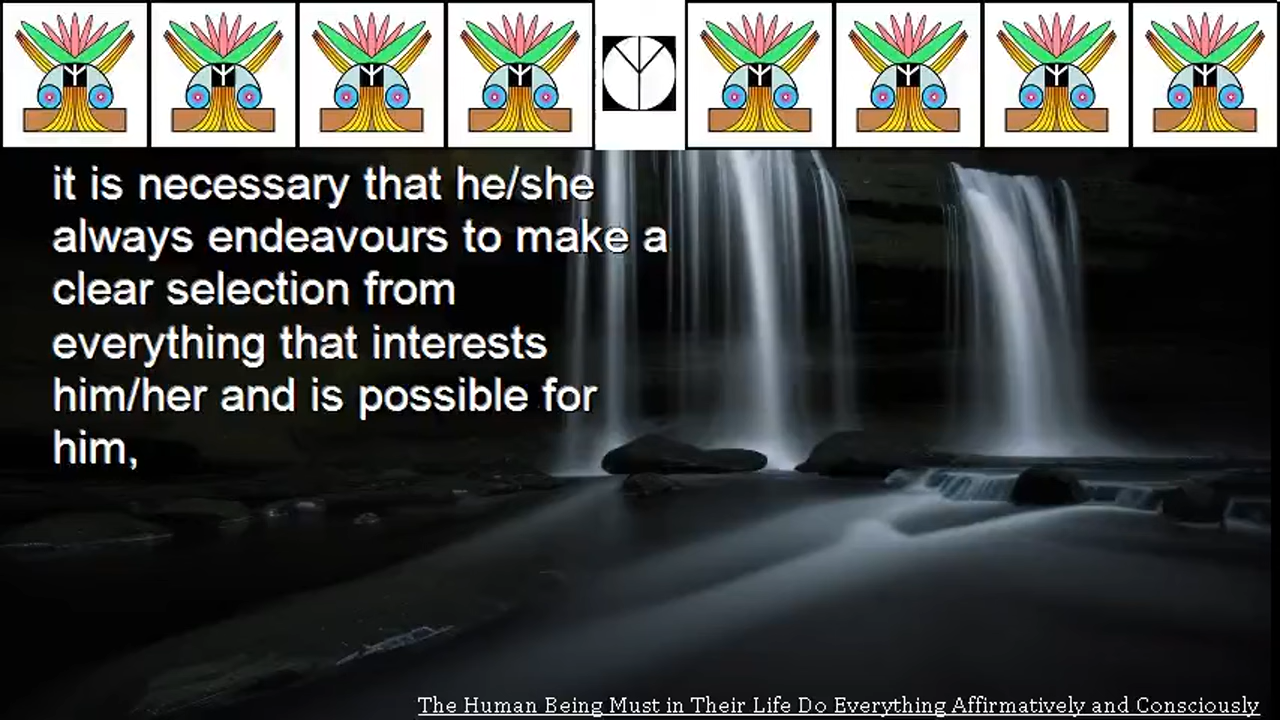 it is necessary that he/she
always endeavours to make a
clear selection from
everything that interests
him/her and is possible for
him,
The Human Being Must in Their Life Do Everything Affirmatively and Consciously